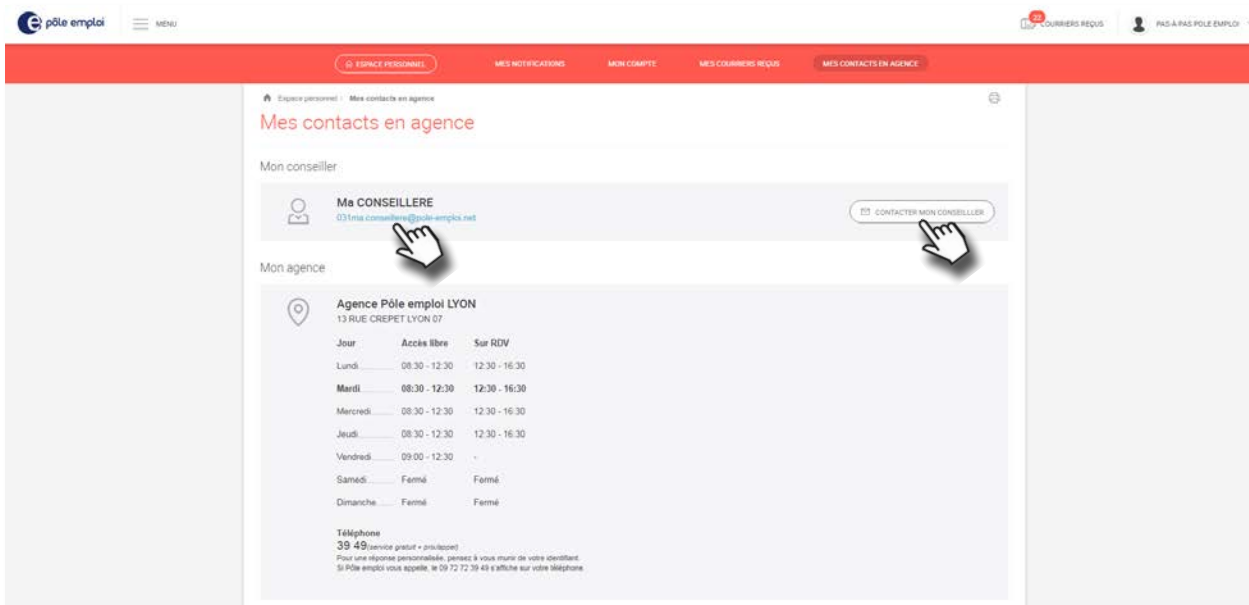 pôle emploi
MENU
22
COURRIERS REÇUS
PAS-À-PAS POLE EMPLOI
ESPACE PERSONNEL
MES NOTIFICATIONS
MON COMPTE
MES COURRIERS REÇUS
MES CONTACTS EN AGENCE
Espace personnel / Mes contacts en agence
Mes contacts en agence
Mon conseiller
Ma CONSEILLERE
031ma.conseillere@pole-emploi.net
CONTACTER MON CONSEILLLER
Mon agence
Agence Pôle emploi LYON
13 RUE CREPET LYON 07
Jour Accès libre Sur RDV
Lundi 08:30 - 12:30 12:30 - 16:30
Mardi 08:30 - 12:30 12:30 - 16:30
Mercredi 08:30 - 12:30 12:30 - 16:30
Jeudi 08:30 - 12:30 12:30 - 16:30
Vendredi 09:00 - 12:30 -
Samedi Fermé Fermé
Dimanche Fermé Fermé
Téléphone
39 49 (service gratuit + prix/appel)
Pour une réponse personnalisée, pensez à vous munir de votre identifiant.
Si Pôle emploi vous appelle, le 09 72 72 39 49 s'affiche sur votre téléphone